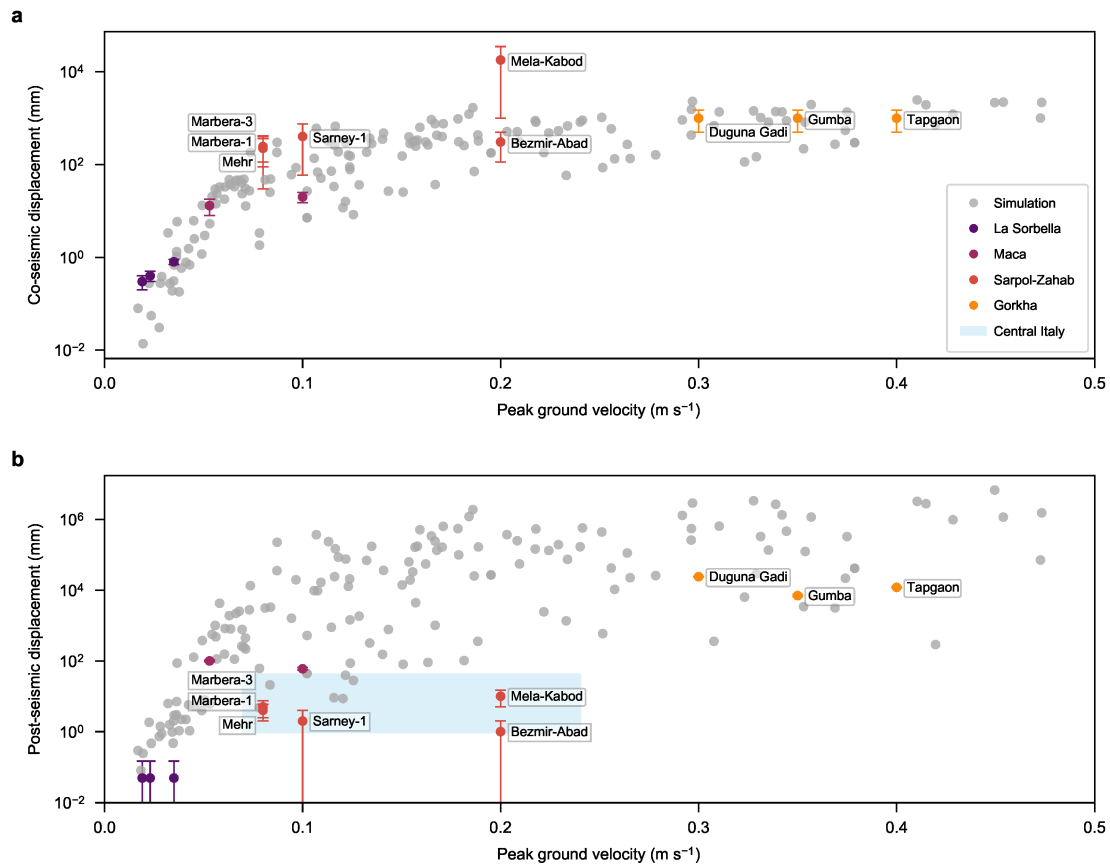 a
Co-seismic displacement (mm)
10⁴
10²
10⁰
10⁻²
Mela-Kabod
Marbera-3
Marbera-1
Mehr
Sarney-1
Bezmir-Abad
Duguna Gadi
Gumba
Tapgaon
Simulation
La Sorbella
Maca
Sarpol-Zahab
Gorkha
Central Italy
0.0 0.1 0.2 0.3 0.4 0.5
Peak ground velocity (m s⁻¹)
b
Post-seismic displacement (mm)
10⁶
10⁴
10²
10⁰
10⁻²
Duguna Gadi
Gumba
Tapgaon
Marbera-3
Marbera-1
Mehr
Sarney-1
Mela-Kabod
Bezmir-Abad
0.0 0.1 0.2 0.3 0.4 0.5
Peak ground velocity (m s⁻¹)